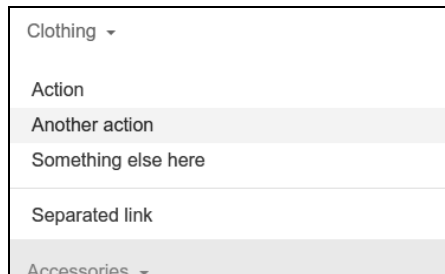 Clothing
Action
Another action
Something else here
Separated link
Accessories